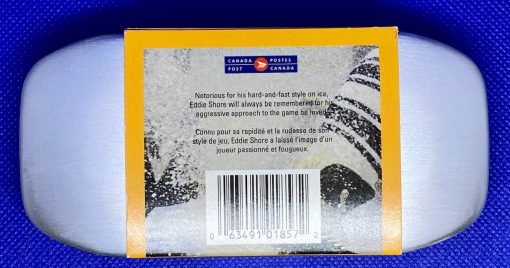 CANADA POSTES
POST CANADA
Notorious for his hard-and-fast style on ice,
Eddie Shore will always be remembered for his
aggressive approach to the game he loved.
Connu pour sa rapidité et la rudesse de son
style de jeu, Eddie Shore a laissé l'image d'un
joueur passionné et fougueux.
0 63491 01857 2